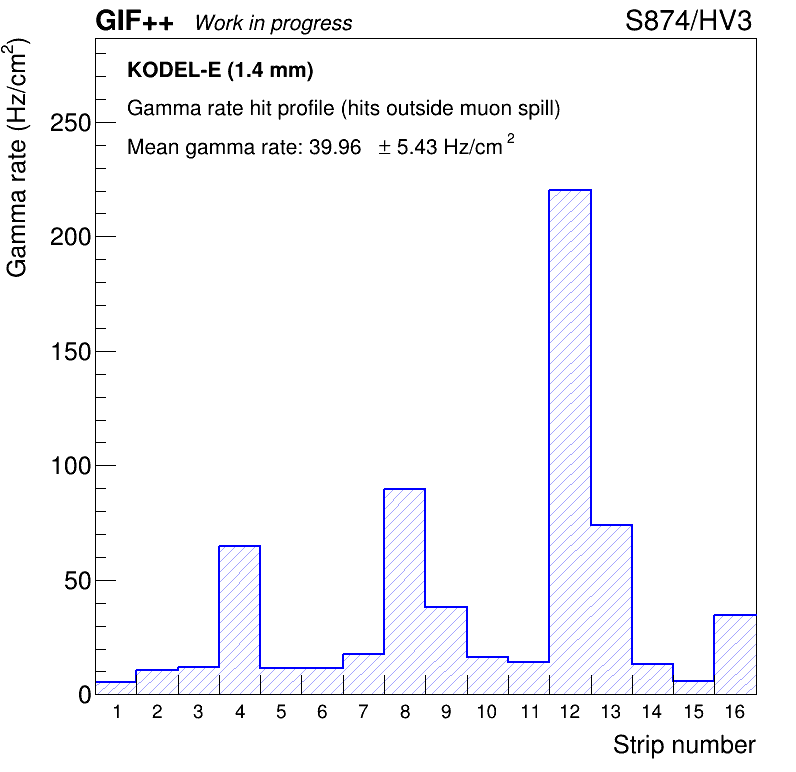 GIF++ Work in progress S874/HV3
Gamma rate (Hz/cm²)
KODEL-E (1.4 mm)
Gamma rate hit profile (hits outside muon spill)
Mean gamma rate: 39.96 ± 5.43 Hz/cm²
250
200
150
100
50
0
1 2 3 4 5 6 7 8 9 10 11 12 13 14 15 16
Strip number